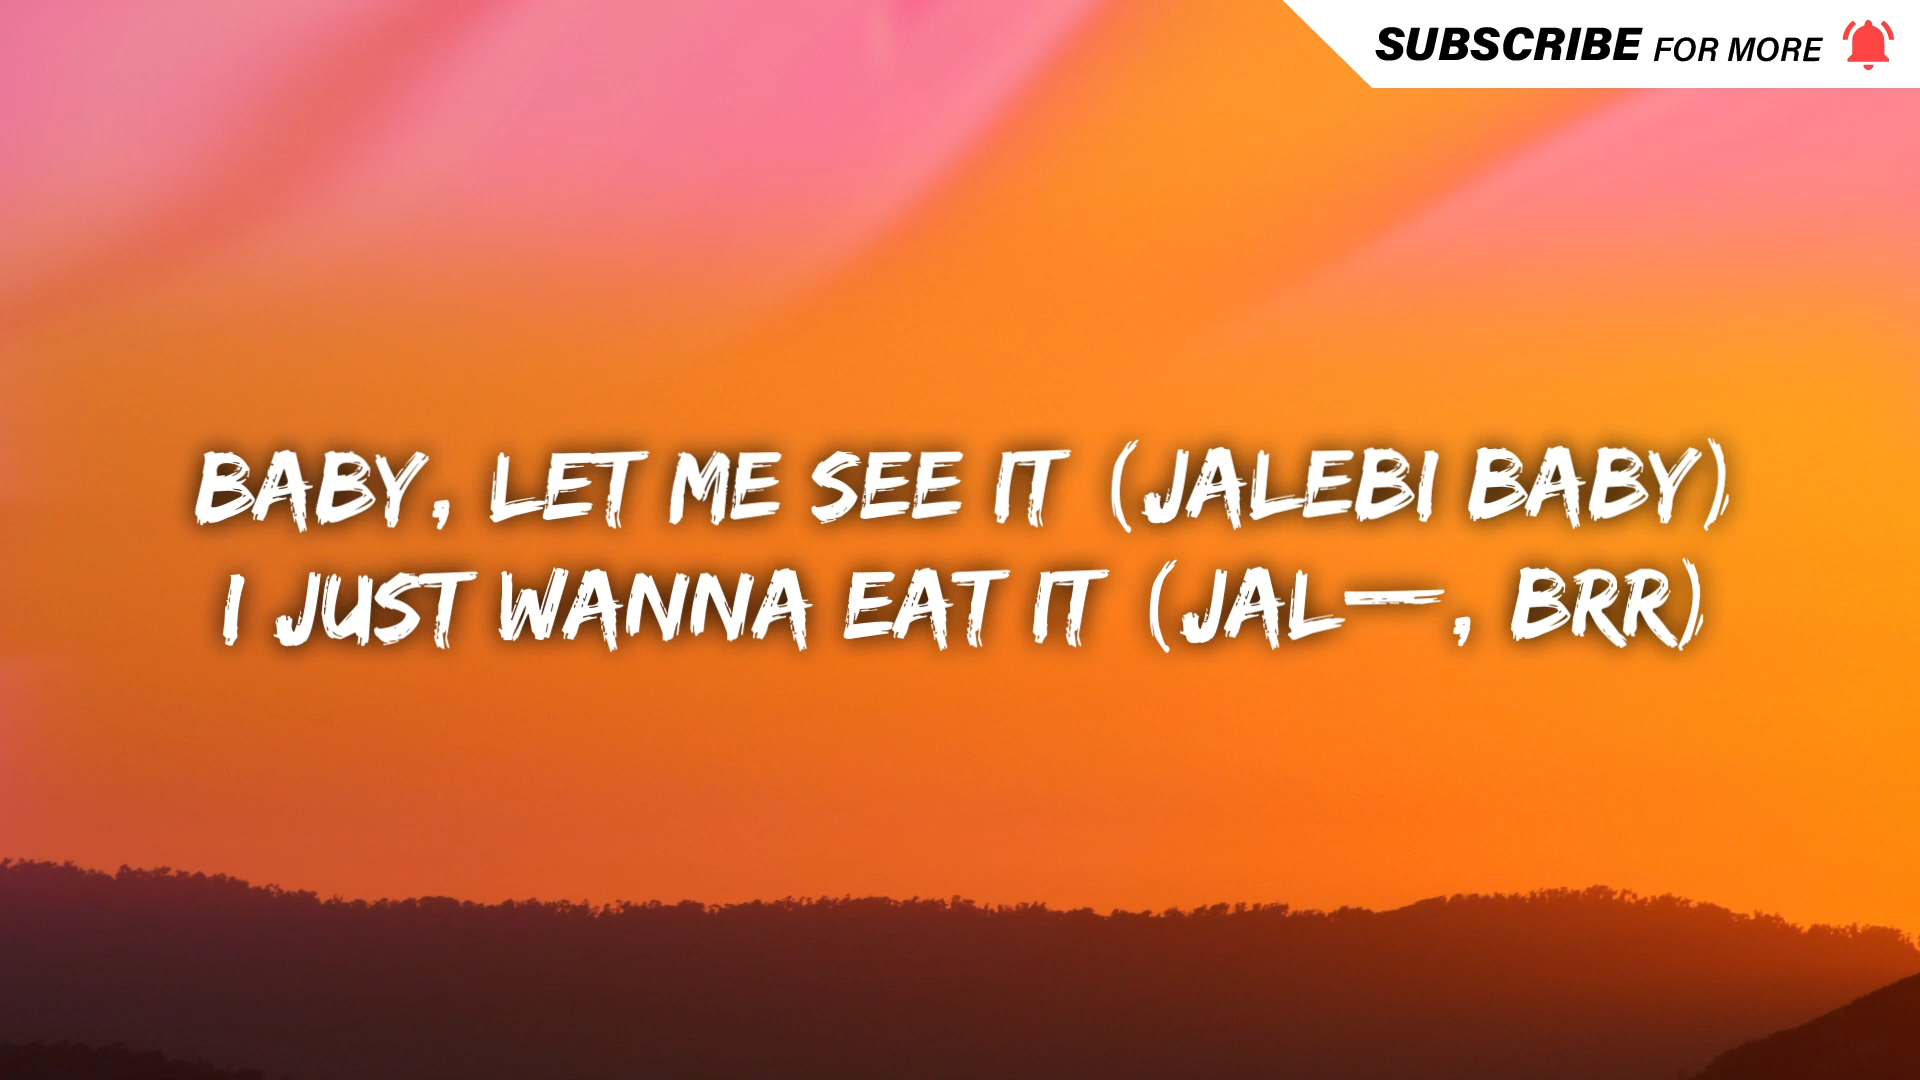 SUBSCRIBE FOR MORE
BABY, LET ME SEE IT (JALEBI BABY)
I JUST WANNA EAT IT (JAL—, BRR)